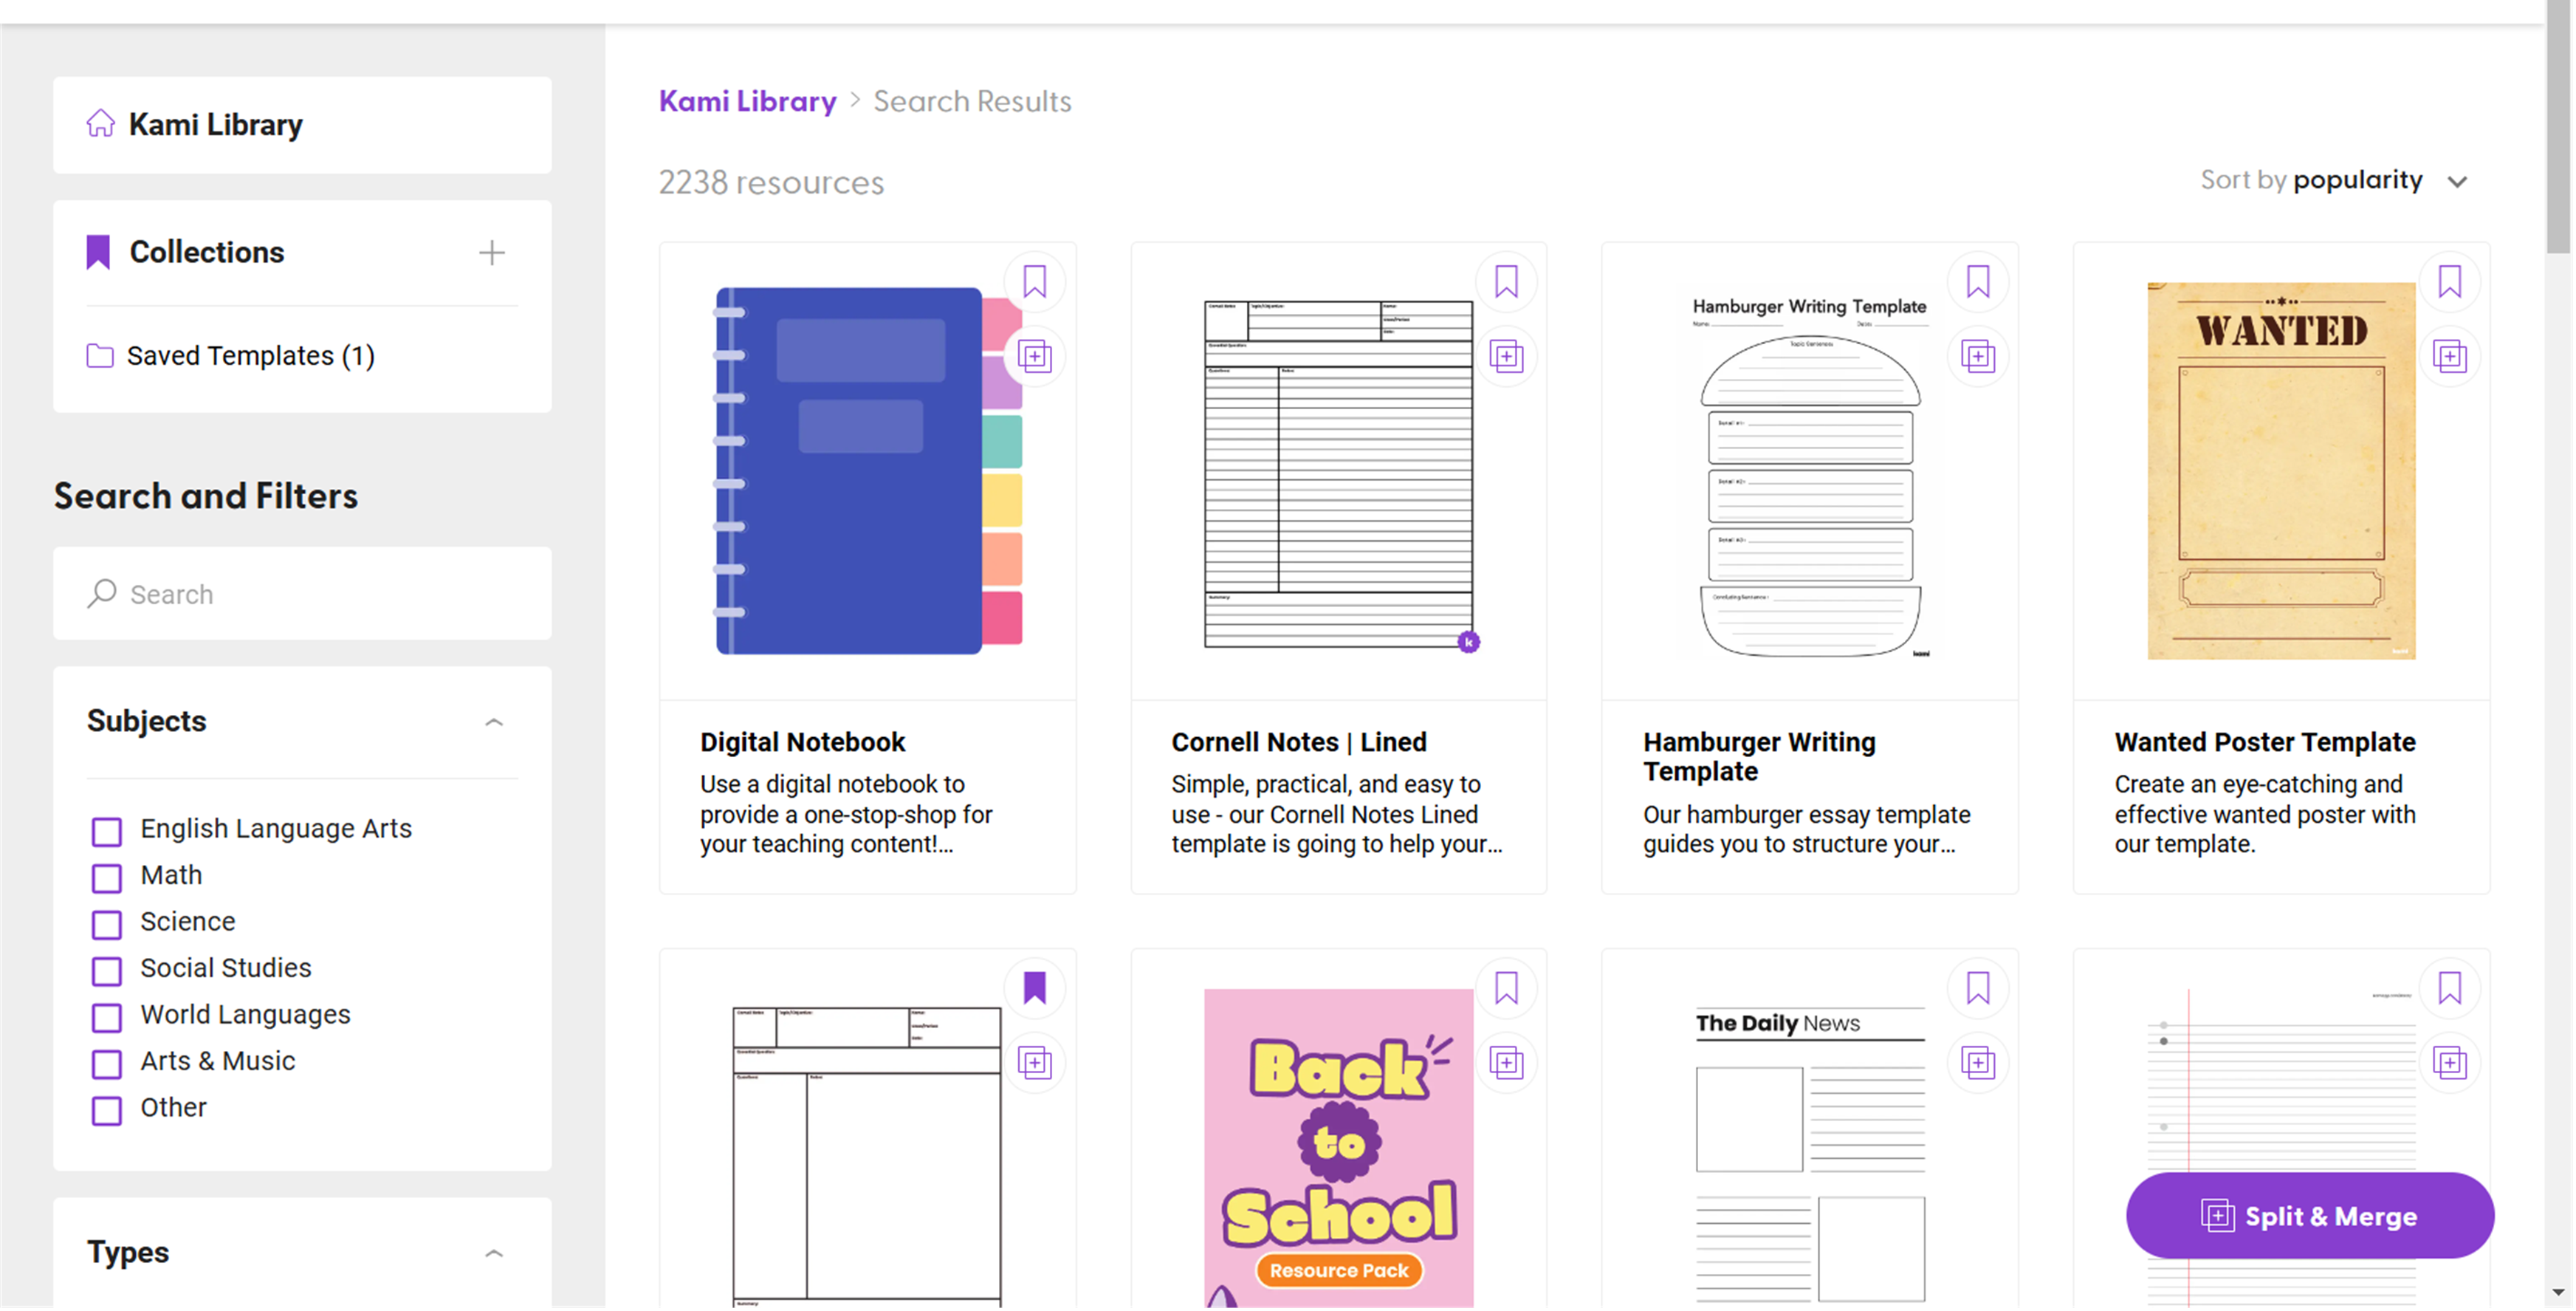 Kami Library
Collections
Saved Templates (1)
Search and Filters
Search
Subjects
English Language Arts
Math
Science
Social Studies
World Languages
Arts & Music
Other
Types
Kami Library > Search Results
2238 resources
Sort by popularity
Digital Notebook
Use a digital notebook to
provide a one-stop-shop for
your teaching content!...
Cornell Notes | Lined
Simple, practical, and easy to
use - our Cornell Notes Lined
template is going to help your...
Hamburger Writing Template
Hamburger Writing
Template
Our hamburger essay template
guides you to structure your...
WANTED
Wanted Poster Template
Create an eye-catching and
effective wanted poster with
our template.
Back
to
School
Resource Pack
The Daily News
Split & Merge